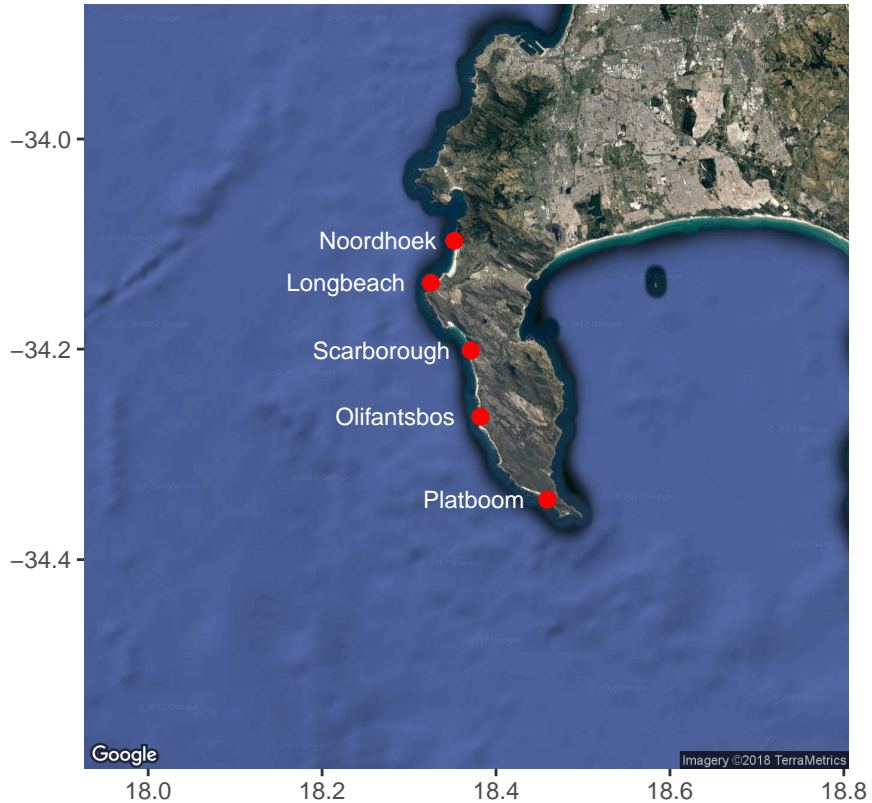 −34.0
Noordhoek
Longbeach
−34.2
Scarborough
Olifantsbos
Platboom
−34.4
Google
Imagery ©2018 TerraMetrics
18.0
18.2
18.4
18.6
18.8